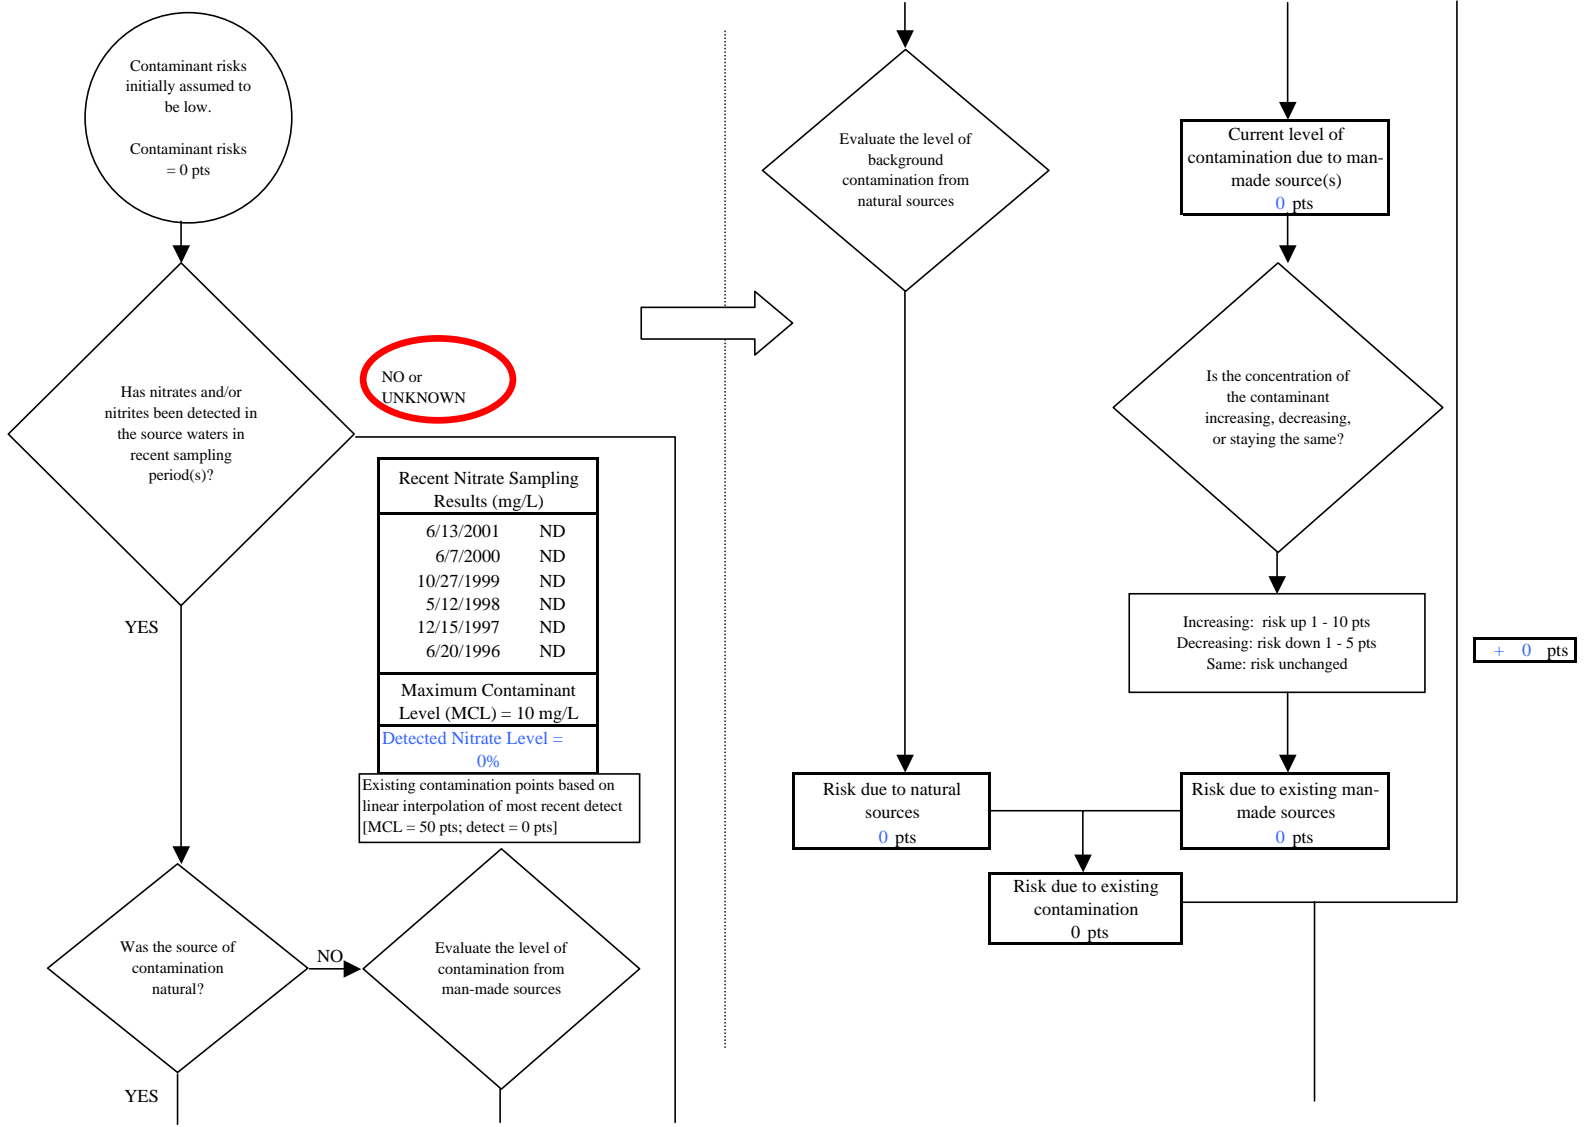 Contaminant risks
initially assumed to
be low.
Contaminant risks
= 0 pts
Has nitrates and/or
nitrites been detected in
the source waters in
recent sampling
period(s)?
NO or
UNKNOWN
YES
Recent Nitrate Sampling
Results (mg/L)
6/13/2001 ND
6/7/2000 ND
10/27/1999 ND
5/12/1998 ND
12/15/1997 ND
6/20/1996 ND
Maximum Contaminant
Level (MCL) = 10 mg/L
Detected Nitrate Level =
0%
Existing contamination points based on
linear interpolation of most recent detect
[MCL = 50 pts; detect = 0 pts]
Was the source of
contamination
natural?
NO
YES
Evaluate the level of
contamination from
man-made sources
Evaluate the level of
background
contamination from
natural sources
Current level of
contamination due to man-
made source(s)
0 pts
Is the concentration of
the contaminant
increasing, decreasing,
or staying the same?
Increasing: risk up 1 - 10 pts
Decreasing: risk down 1 - 5 pts
Same: risk unchanged
+ 0 pts
Risk due to natural
sources
0 pts
Risk due to existing man-
made sources
0 pts
Risk due to existing
contamination
0 pts